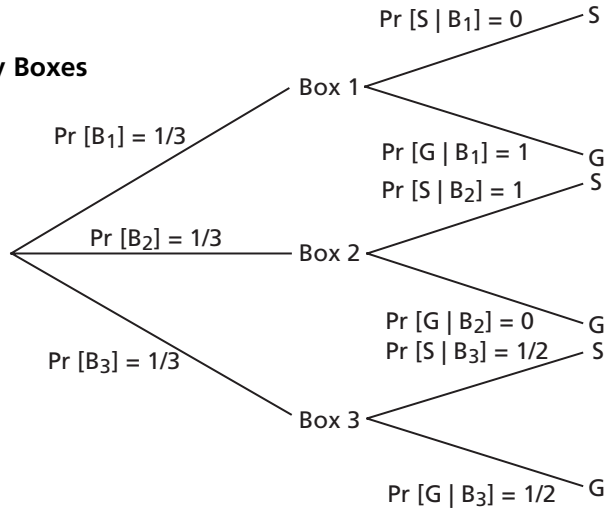 Pr [S | B1] = 0
S
y Boxes
Box 1
Pr [B1] = 1/3
Pr [G | B1] = 1
G
Pr [S | B2] = 1
S
Pr [B2] = 1/3
Box 2
Pr [G | B2] = 0
G
Pr [S | B3] = 1/2
S
Pr [B3] = 1/3
Box 3
Pr [G | B3] = 1/2
G